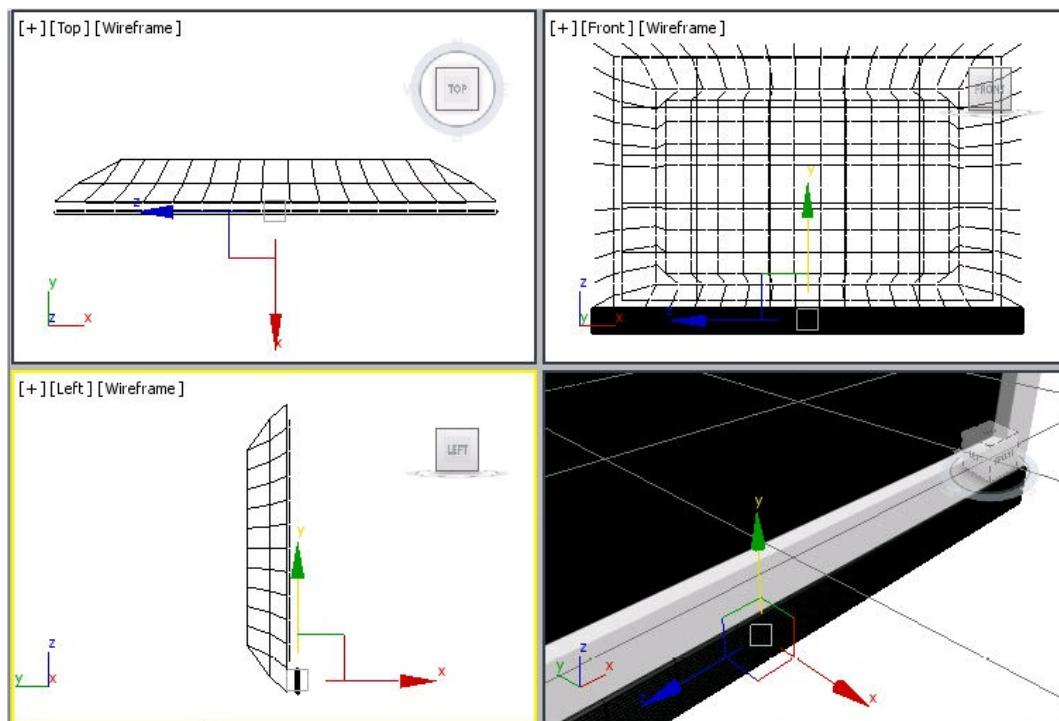 [+] [Top] [Wireframe]
TOP
z
x
y
x
[+] [Front] [Wireframe]
FRONT
y
z
z
y
x
[+] [Left] [Wireframe]
LEFT
y
x
z
y
y
z
x
z
y
x